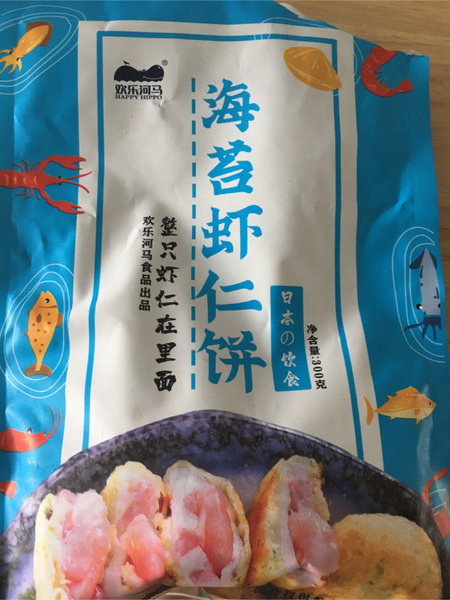 欢乐河马
HAPPY HIPPO
海苔虾仁饼
整只虾仁在里面
欢乐河马食品出品
日本の饮食
净含量:300克